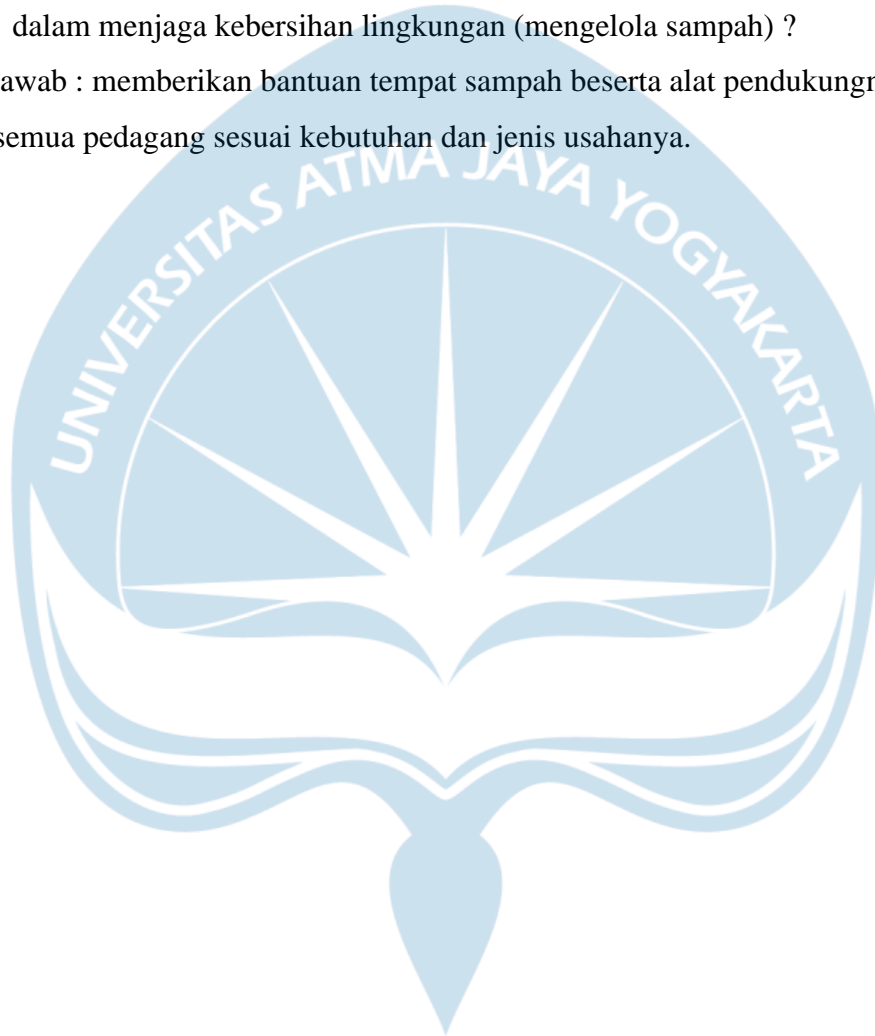 dalam menjaga kebersihan lingkungan (mengelola sampah) ?
awab : memberikan bantuan tempat sampah beserta alat
semua pedagang sesuai kebutuhan dan jenis usahanya.
UNIVERSITAS ATMA JAYA YOGYAKARTA